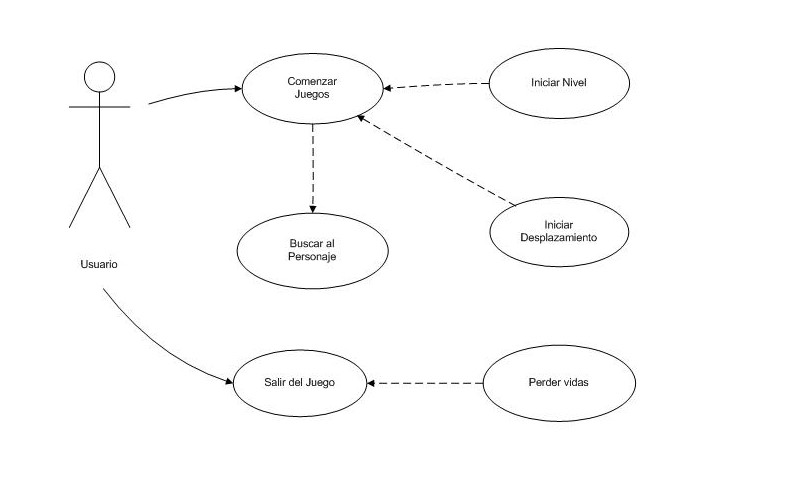 Comenzar
Juegos
Iniciar Nivel
Buscar al
Personaje
Iniciar
Desplazamiento
Usuario
Salir del Juego
Perder vidas